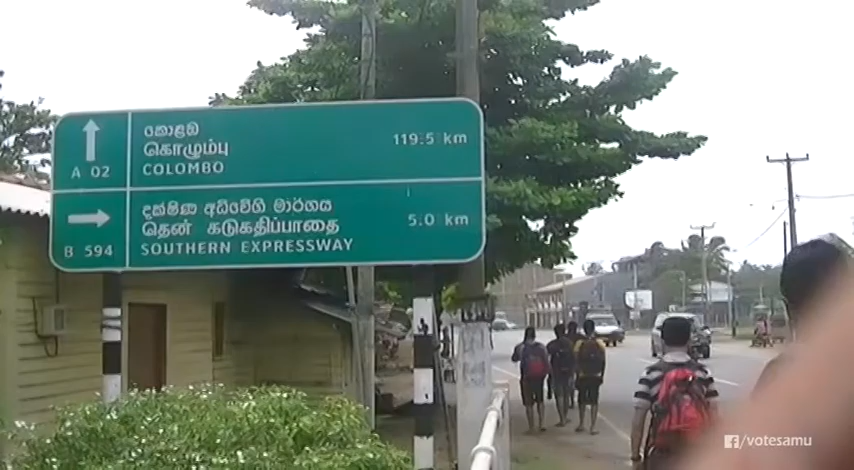 A 02
කොළඹ
கொழும்பு
COLOMBO
119.5 km
B 594
දක්ෂිණ අධිවේගී මාර්ගය
தென் கடுகதிப்பாதை
SOUTHERN EXPRESSWAY
5.0 km
f/votesamu